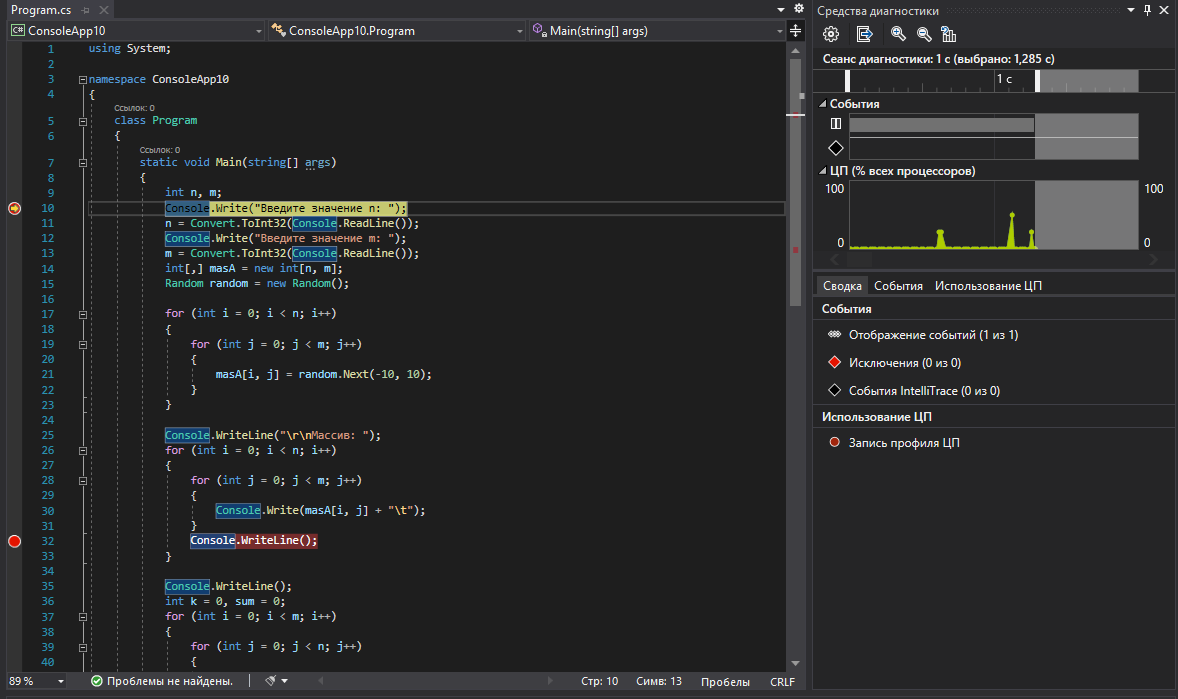 Program.cs
C# ConsoleApp10
ConsoleApp10.Program
Main(string[] args)
1 using System;
2
3 namespace ConsoleApp10
4 {
Ссылок: 0
5 class Program
6 {
Ссылок: 0
7 static void Main(string[] args)
8 {
9 int n, m;
10 Console.Write("Введите значение n: ");
11 n = Convert.ToInt32(Console.ReadLine());
12 Console.Write("Введите значение m: ");
13 m = Convert.ToInt32(Console.ReadLine());
14 int[,] masA = new int[n, m];
15 Random random = new Random();
16
17 for (int i = 0; i < n; i++)
18 {
19 for (int j = 0; j < m; j++)
20 {
21 masA[i, j] = random.Next(-10, 10);
22 }
23 }
24
25 Console.WriteLine("\r\nМассив: ");
26 for (int i = 0; i < n; i++)
27 {
28 for (int j = 0; j < m; j++)
29 {
30 Console.Write(masA[i, j] + "\t");
31 }
32 Console.WriteLine();
33 }
34
35 Console.WriteLine();
36 int k = 0, sum = 0;
37 for (int i = 0; i < m; i++)
38 {
39 for (int j = 0; j < n; j++)
40 {
89 %
Проблемы не найдены.
Стр: 10
Симв: 13
Пробелы
CRLF
Средства диагностики
Сеанс диагностики: 1 с (выбрано: 1,285 с)
1 с
События
ЦП (% всех процессоров)
100 100
0 0
Сводка События Использование ЦП
События
Отображение событий (1 из 1)
Исключения (0 из 0)
События IntelliTrace (0 из 0)
Использование ЦП
Запись профиля ЦП